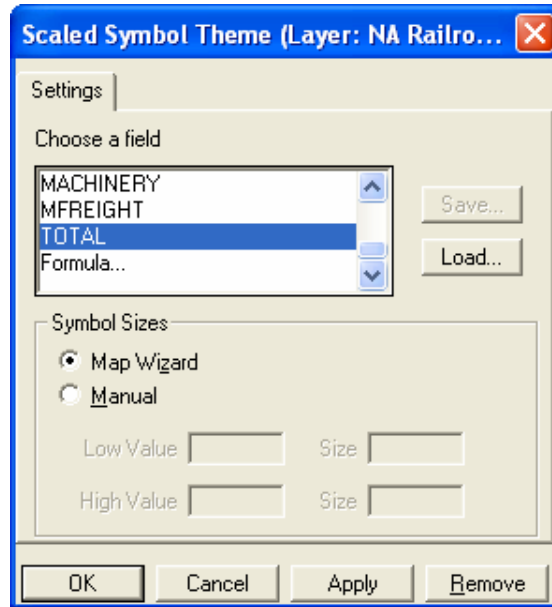 Scaled Symbol Theme (Layer: NA Railro...
Settings
Choose a field
MACHINERY
MFREIGHT
TOTAL
Formula...
Save...
Load...
Symbol Sizes
Map Wizard
Manual
Low Value Size
High Value Size
OK Cancel Apply Remove